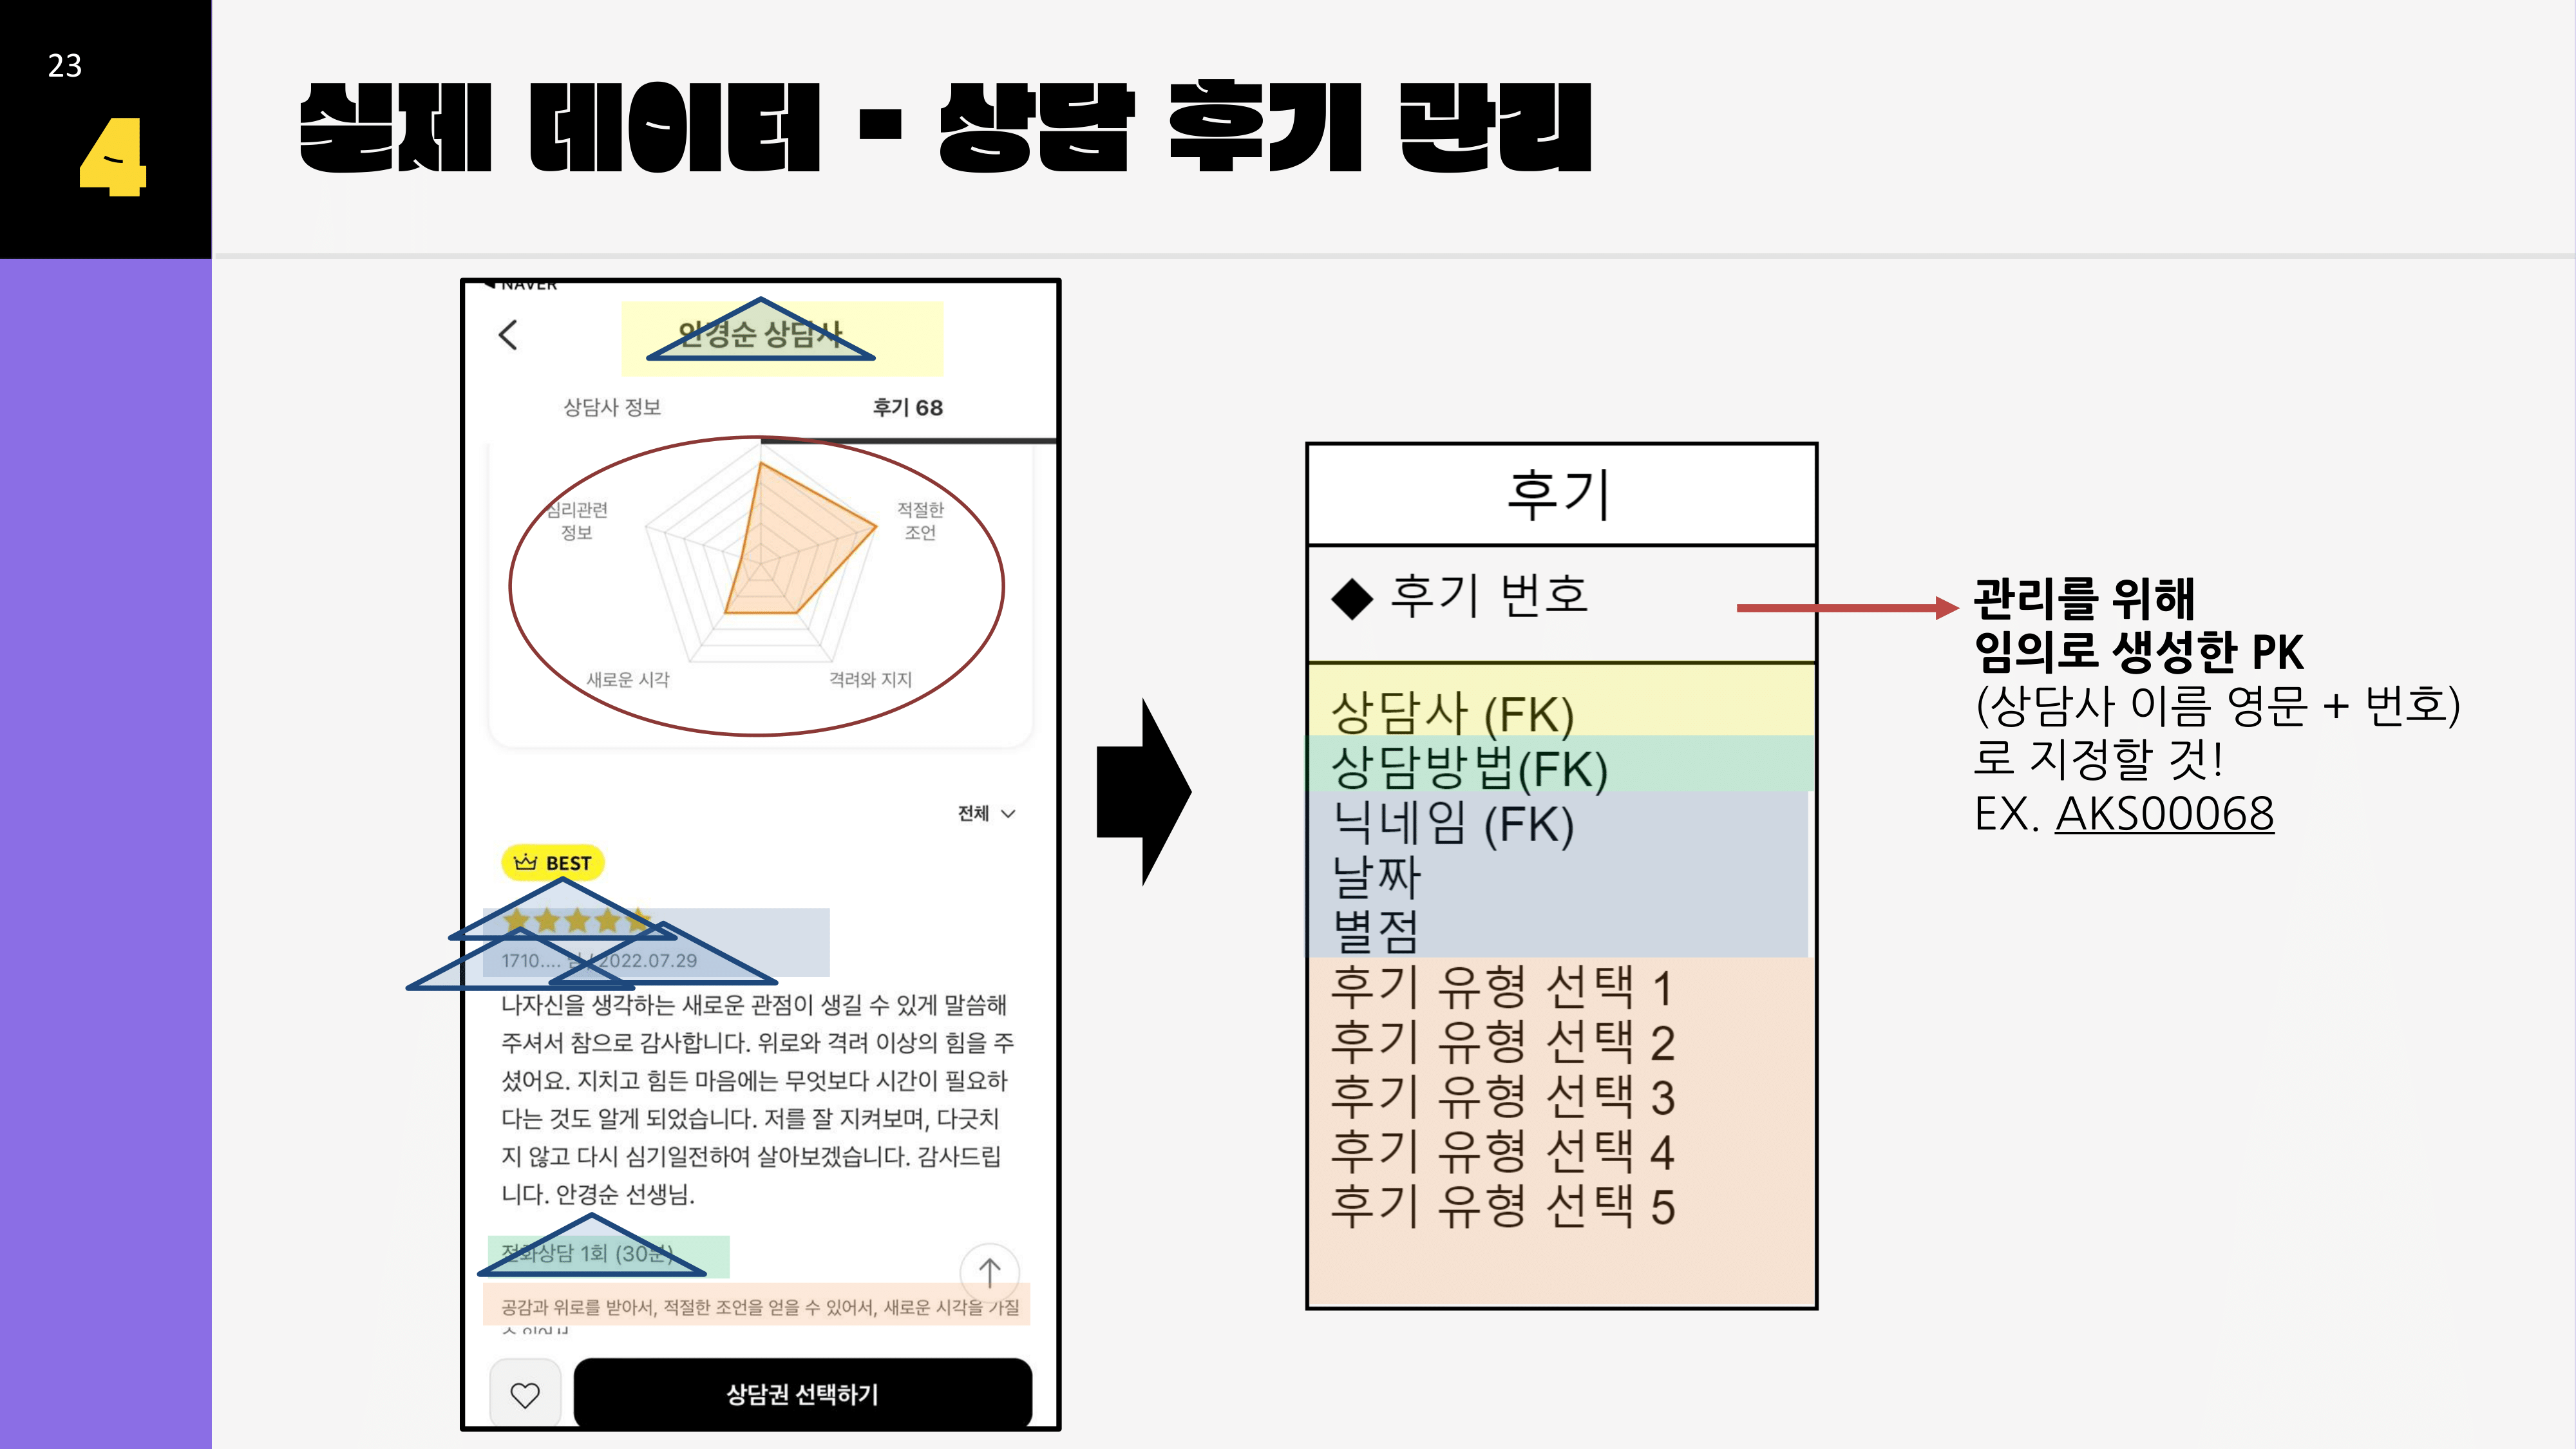 23
4
실제 데이터 - 상담 후기 관리
NAVER
안경순 상담사
상담사 정보
후기 68
심리관련
정보
적절한
조언
새로운 시각
격려와 지지
전체
BEST
1710.... 님 / 2022.07.29
나자신을 생각하는 새로운 관점이 생길 수 있게 말씀해
주셔서 참으로 감사합니다. 위로와 격려 이상의 힘을 주
셨어요. 지치고 힘든 마음에는 무엇보다 시간이 필요하
다는 것도 알게 되었습니다. 저를 잘 지켜보며, 다긋치
지 않고 다시 심기일전하여 살아보겠습니다. 감사드립
니다. 안경순 선생님.
전화상담 1회 (30분)
공감과 위로를 받아서, 적절한 조언을 얻을 수 있어서, 새로운 시각을 가질
수 있어서
상담권 선택하기
후기
◆ 후기 번호
상담사 (FK)
상담방법(FK)
닉네임 (FK)
날짜
별점
후기 유형 선택 1
후기 유형 선택 2
후기 유형 선택 3
후기 유형 선택 4
후기 유형 선택 5
관리를 위해
임의로 생성한 PK
(상담사 이름 영문 + 번호)
로 지정할 것!
EX. AKS00068